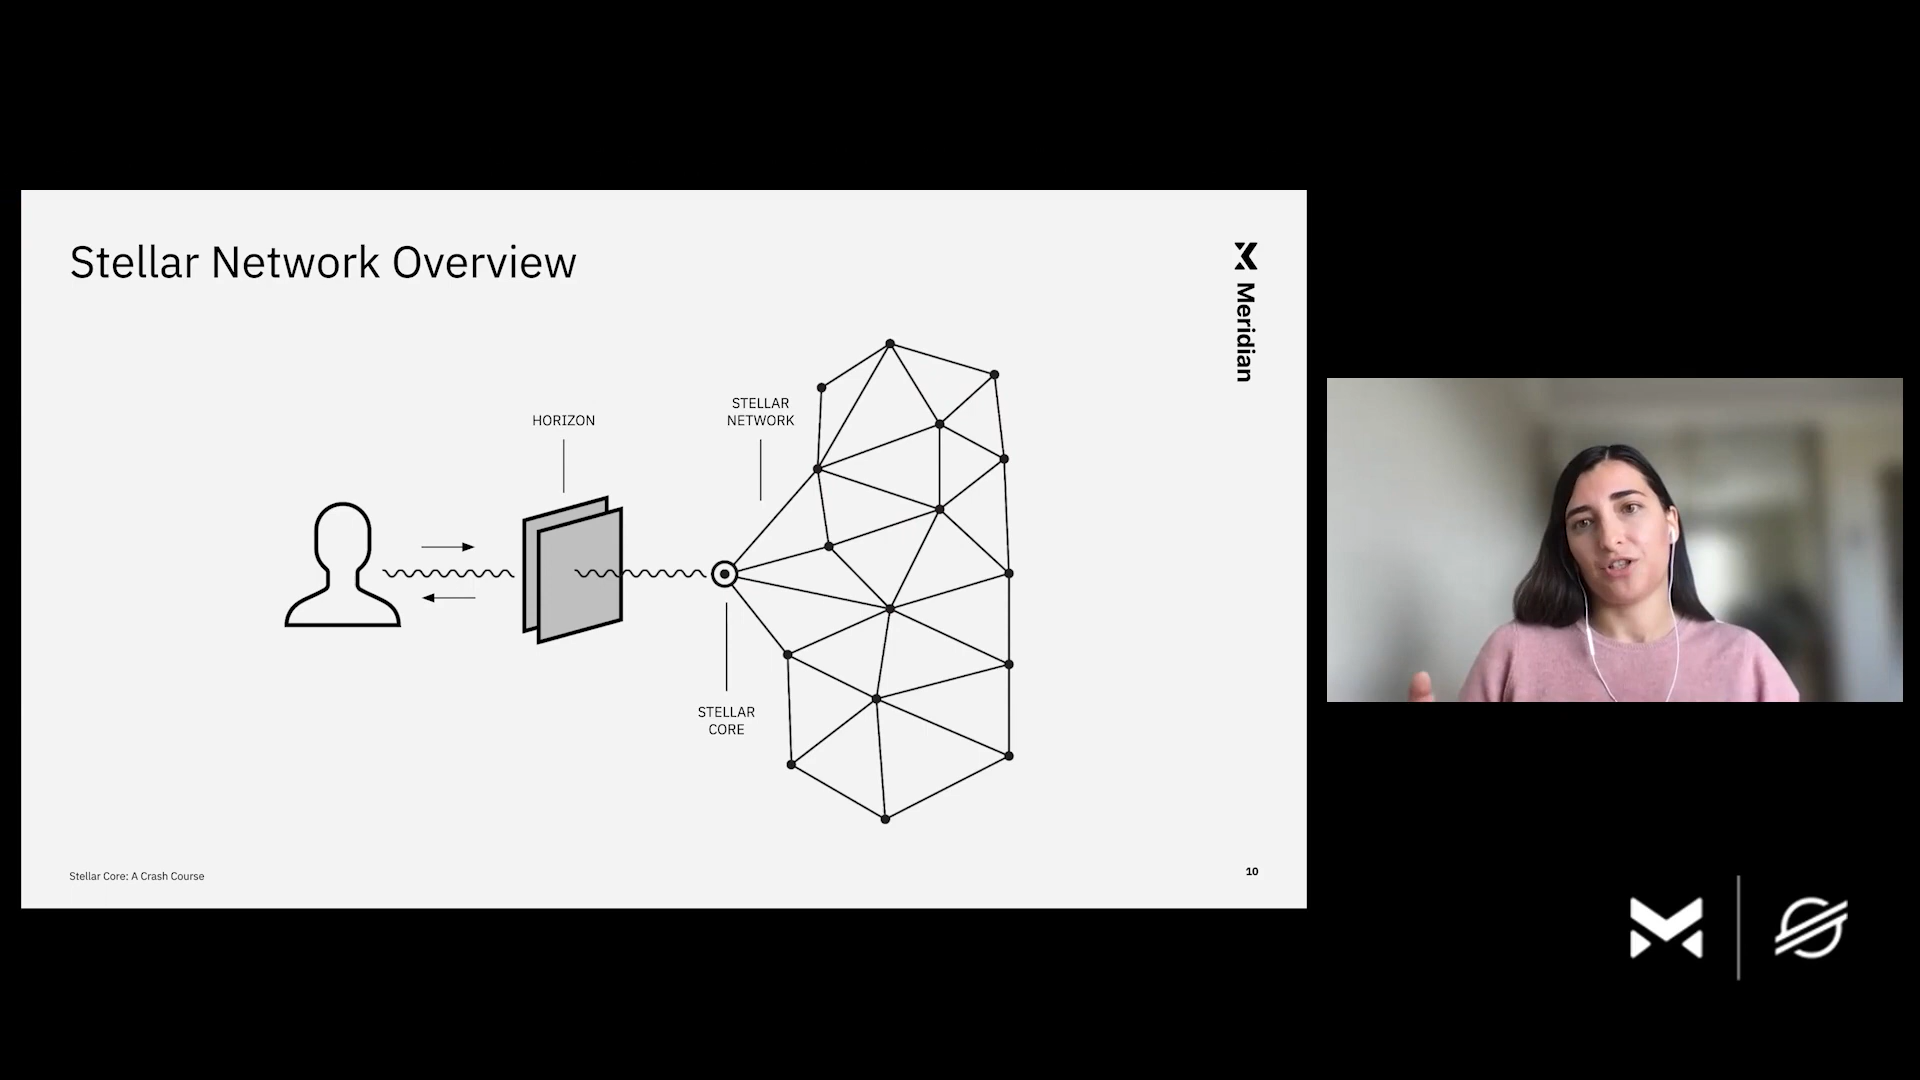 Stellar Network Overview
Meridian
HORIZON
STELLAR
NETWORK
STELLAR
CORE
Stellar Core: A Crash Course
10